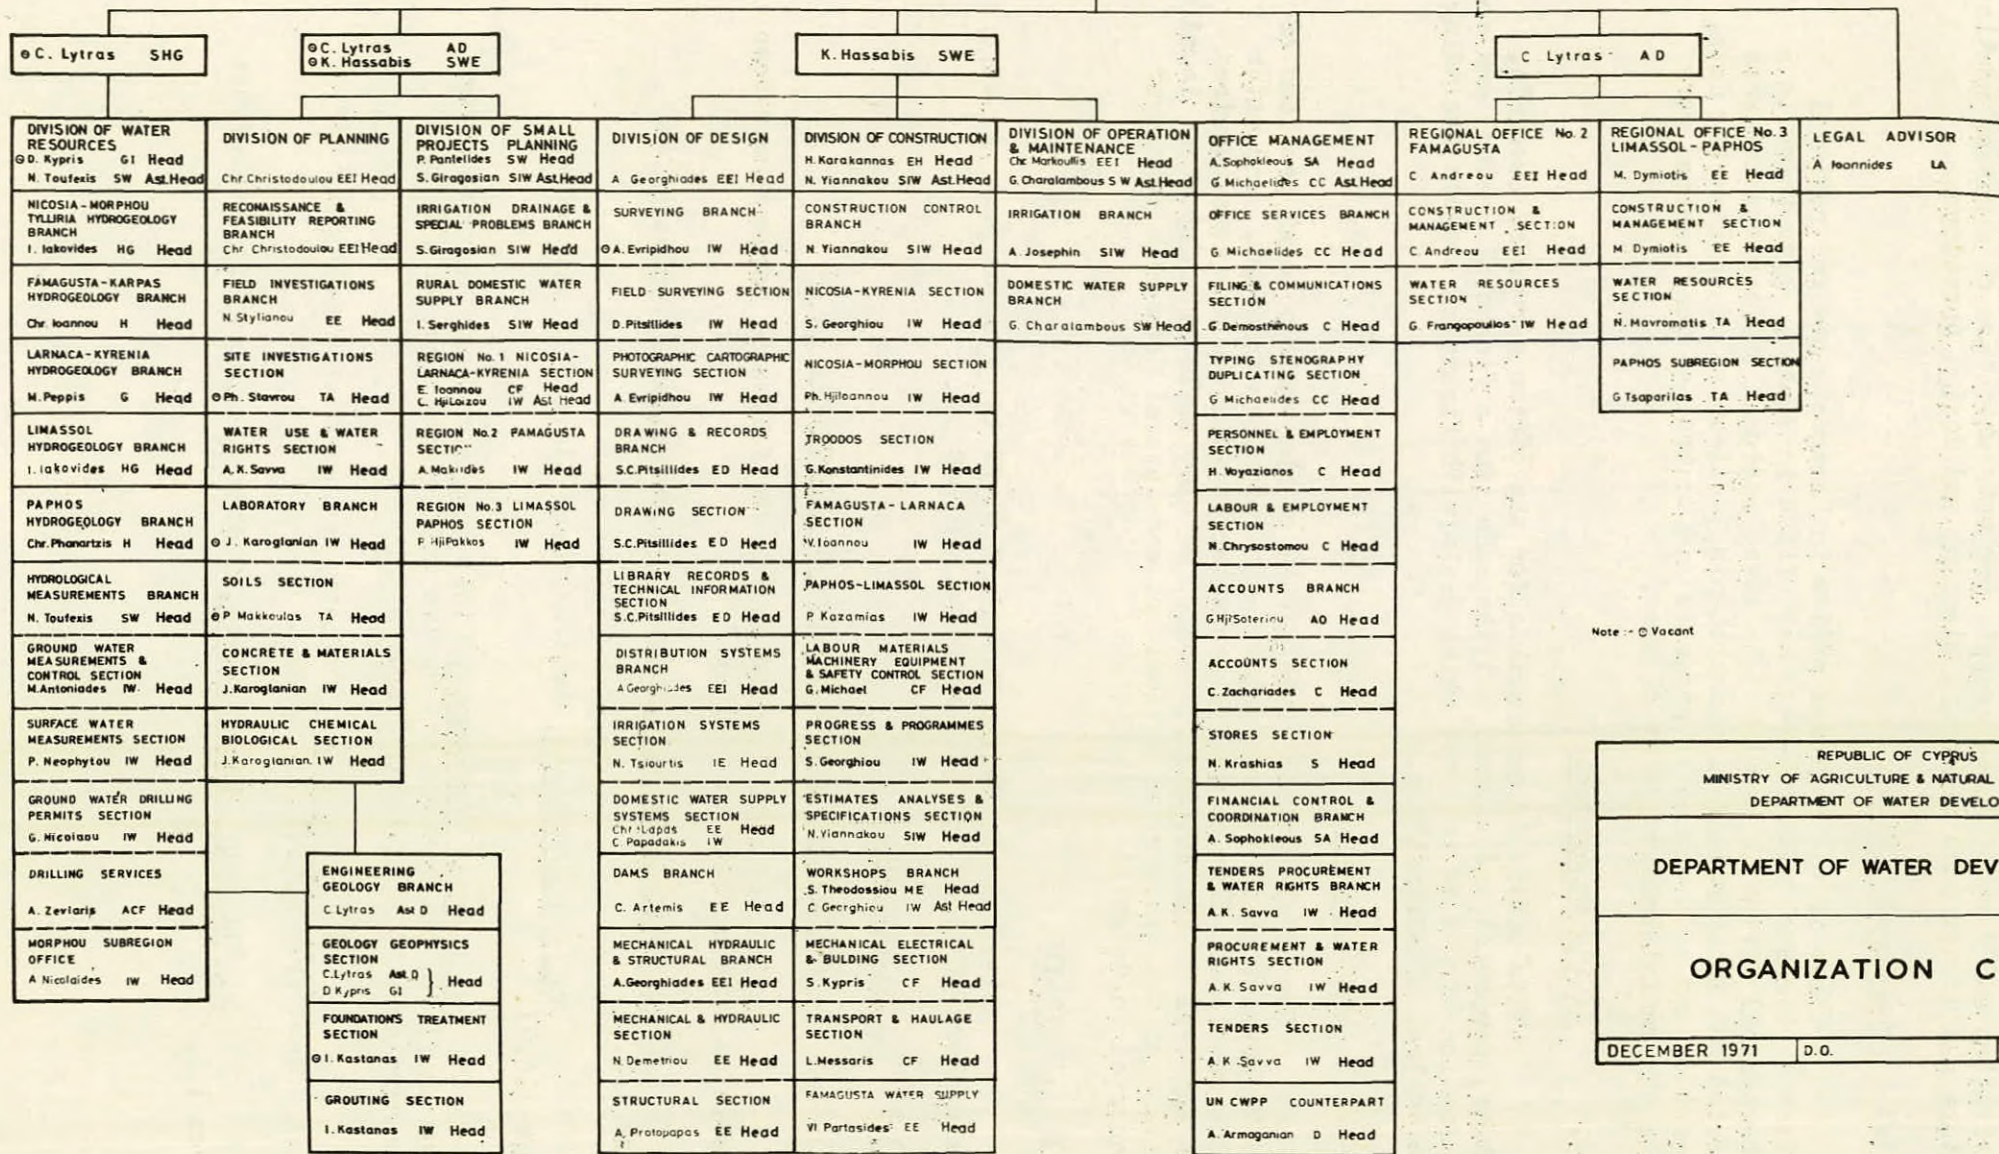 ⊙ C. Lytras SHG
⊙ C. Lytras AD
⊙ K. Hassabis SWE
K. Hassabis SWE
C Lytras AD
DIVISION OF WATER
RESOURCES
⊙ D. Kypris GI Head
N. Toufexis SW Ast.Head
NICOSIA-MORPHOU
TYLLIRIA HYDROGEOLOGY
BRANCH
I. Iakovides HG Head
FAMAGUSTA-KARPAS
HYDROGEOLOGY BRANCH
Chr. Ioannou H Head
LARNACA-KYRENIA
HYDROGEOLOGY BRANCH
M. Peppis G Head
LIMASSOL
HYDROGEOLOGY BRANCH
I. Iakovides HG Head
PAPHOS
HYDROGEOLOGY BRANCH
Chr. Phanartzis H Head
HYDROLOGICAL
MEASUREMENTS BRANCH
N. Toufexis SW Head
GROUND WATER
MEASUREMENTS &
CONTROL SECTION
M. Antoniades IW. Head
SURFACE WATER
MEASUREMENTS SECTION
P. Neophytou IW Head
GROUND WATER DRILLING
PERMITS SECTION
G. Nicolaou IW Head
DRILLING SERVICES
A. Zevlaris ACF Head
MORPHOU SUBREGION
OFFICE
A Nicolaides IW Head
DIVISION OF PLANNING
Chr. Christodoulou EEI Head
RECONAISSANCE &
FEASIBILITY REPORTING
BRANCH
Chr. Christodoulou EEI Head
FIELD INVESTIGATIONS
BRANCH
N. Stylianou EE Head
SITE INVESTIGATIONS
SECTION
⊙ Ph. Stavrou TA Head
WATER USE & WATER
RIGHTS SECTION
A. K. Savva IW Head
LABORATORY BRANCH
⊙ J. Karoglanian IW Head
SOILS SECTION
⊙ P Makkoulas TA Head
CONCRETE & MATERIALS
SECTION
J. Karoglanian IW Head
HYDRAULIC CHEMICAL
BIOLOGICAL SECTION
J. Karoglanian. IW Head
ENGINEERING
GEOLOGY BRANCH
C Lytras Ast D Head
GEOLOGY GEOPHYSICS
SECTION
C. Lytras Ast. D
D Kypris GI } Head
FOUNDATIONS TREATMENT
SECTION
⊙ I. Kastanas IW Head
GROUTING SECTION
I. Kastanas IW Head
DIVISION OF SMALL
PROJECTS PLANNING
P. Pantelides SW Head
S. Giragosian SIW Ast.Head
IRRIGATION DRAINAGE &
SPECIAL PROBLEMS BRANCH
S. Giragosian SIW Head
RURAL DOMESTIC WATER
SUPPLY BRANCH
I. Serghides SIW Head
REGION No. 1 NICOSIA-
LARNACA-KYRENIA SECTION
E. Ioannou CF Head
C. HjiLoizou IW Ast Head
REGION No.2 FAMAGUSTA
SECTION
A. Makrides IW Head
REGION No.3 LIMASSOL
PAPHOS SECTION
P HjiPakkos IW Head
DIVISION OF DESIGN
A Georghiades EEI Head
SURVEYING BRANCH
⊙ A. Evripidhou IW Head
FIELD SURVEYING SECTION
D. Pitsillides IW Head
PHOTOGRAPHIC CARTOGRAPHIC
SURVEYING SECTION
A. Evripidhou IW Head
DRAWING & RECORDS
BRANCH
S.C. Pitsillides ED Head
DRAWING SECTION
S.C. Pitsillides ED Head
LIBRARY RECORDS &
TECHNICAL INFORMATION
SECTION
S.C. Pitsillides ED Head
DISTRIBUTION SYSTEMS
BRANCH
A Georghiades EEI Head
IRRIGATION SYSTEMS
SECTION
N. Tsiourtis IE Head
DOMESTIC WATER SUPPLY
SYSTEMS SECTION
Chr. Lapas EE Head
C. Papadakis IW
DAMS BRANCH
C. Artemis EE Head
MECHANICAL HYDRAULIC
& STRUCTURAL BRANCH
A. Georghiades EEI Head
MECHANICAL & HYDRAULIC
SECTION
N. Demetriou EE Head
STRUCTURAL SECTION
A. Protopapas EE Head
DIVISION OF CONSTRUCTION
H. Karakannas EH Head
N. Yiannakou SIW Ast.Head
CONSTRUCTION CONTROL
BRANCH
N. Yiannakou SIW Head
NICOSIA-KYRENIA SECTION
S. Georghiou IW Head
NICOSIA-MORPHOU SECTION
Ph. HjiIoannou IW Head
TROODOS SECTION
G. Konstantinides IW Head
FAMAGUSTA-LARNACA
SECTION
V. Ioannou IW Head
PAPHOS-LIMASSOL SECTION
P. Kazamias IW Head
LABOUR MATERIALS
MACHINERY EQUIPMENT
& SAFETY CONTROL SECTION
G. Michael CF Head
PROGRESS & PROGRAMMES
SECTION
S. Georghiou IW Head
ESTIMATES ANALYSES &
SPECIFICATIONS SECTION
N. Yiannakou SIW Head
WORKSHOPS BRANCH
S. Theodossiou ME Head
C Georghiou IW Ast Head
MECHANICAL ELECTRICAL
& BULDING SECTION
S. Kypris CF Head
TRANSPORT & HAULAGE
SECTION
L. Messaris CF Head
FAMAGUSTA WATER SUPPLY
Vl Partasides EE Head
DIVISION OF OPERATION
& MAINTENANCE
Chr. Markoullis EEI Head
G. Charalambous SW Ast.Head
IRRIGATION BRANCH
A. Josephin SIW Head
DOMESTIC WATER SUPPLY
BRANCH
G. Charalambous SW Head
OFFICE MANAGEMENT
A. Sophokleous SA Head
G. Michaelides CC Ast.Head
OFFICE SERVICES BRANCH
G. Michaelides CC Head
FILING & COMMUNICATIONS
SECTION
G. Demosthenous C Head
TYPING STENOGRAPHY
DUPLICATING SECTION
G Michaelides CC Head
PERSONNEL & EMPLOYMENT
SECTION
H. Voyazianos C Head
LABOUR & EMPLOYMENT
SECTION
N. Chrysostomou C Head
ACCOUNTS BRANCH
G Hji Soteriou AO Head
ACCOUNTS SECTION
C. Zachariades C Head
STORES SECTION
N. Krashias S Head
FINANCIAL CONTROL &
COORDINATION BRANCH
A. Sophokleous SA Head
TENDERS PROCUREMENT
& WATER RIGHTS BRANCH
A.K. Savva IW Head
PROCUREMENT & WATER
RIGHTS SECTION
A.K. Savva IW Head
TENDERS SECTION
A.K. Savva IW Head
UN CWPP COUNTERPART
A. Armaganian D Head
REGIONAL OFFICE No. 2
FAMAGUSTA
C. Andreou EEI Head
CONSTRUCTION &
MANAGEMENT SECTION
C. Andreou EEI Head
WATER RESOURCES
SECTION
G. Frangopoullos IW Head
REGIONAL OFFICE No. 3
LIMASSOL-PAPHOS
M. Dymiotis EE Head
CONSTRUCTION &
MANAGEMENT SECTION
M Dymiotis EE Head
WATER RESOURCES
SECTION
N. Mavromatis TA Head
PAPHOS SUBREGION SECTION
G Tsaparilas TA Head
LEGAL ADVISOR
A Ioannides LA
Note :- ⊙ Vacant
REPUBLIC OF CYPRUS
MINISTRY OF AGRICULTURE & NATURAL
DEPARTMENT OF WATER DEVELO
DEPARTMENT OF WATER DEV
ORGANIZATION C
DECEMBER 1971 D.O.